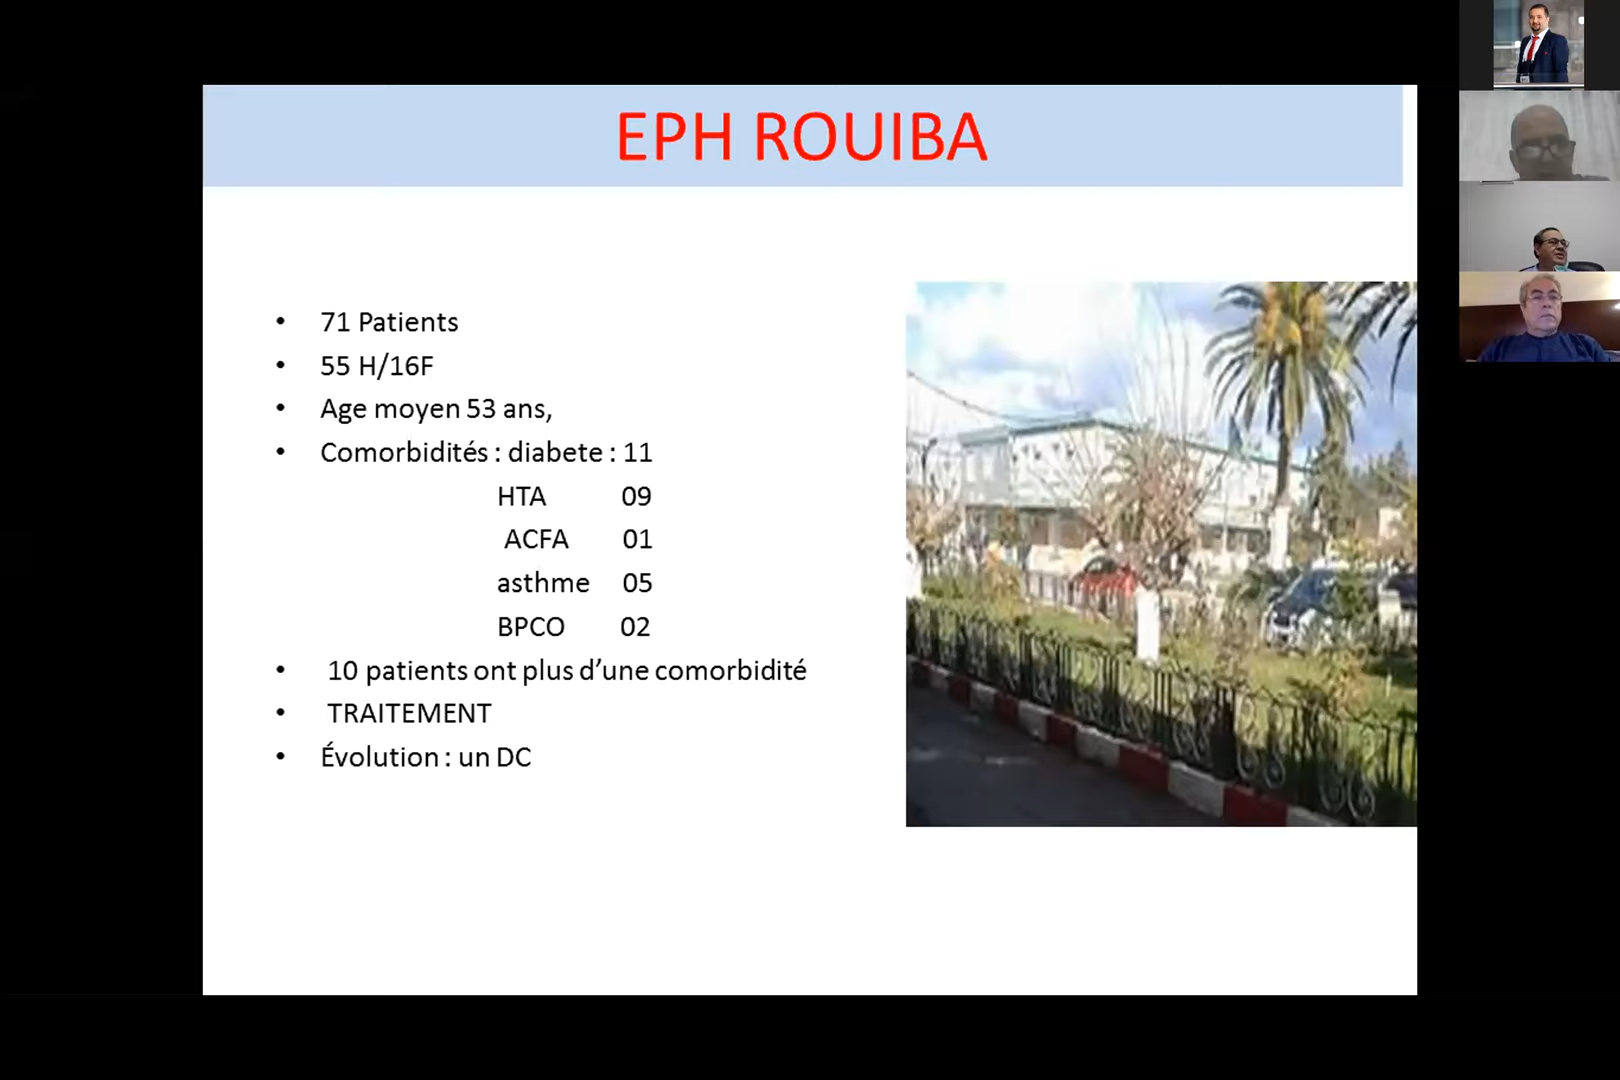 EPH ROUIBA
• 71 Patients
• 55 H/16F
• Age moyen 53 ans,
• Comorbidités : diabete : 11
HTA 09
ACFA 01
asthme 05
BPCO 02
• 10 patients ont plus d’une comorbidité
• TRAITEMENT
• Évolution : un DC